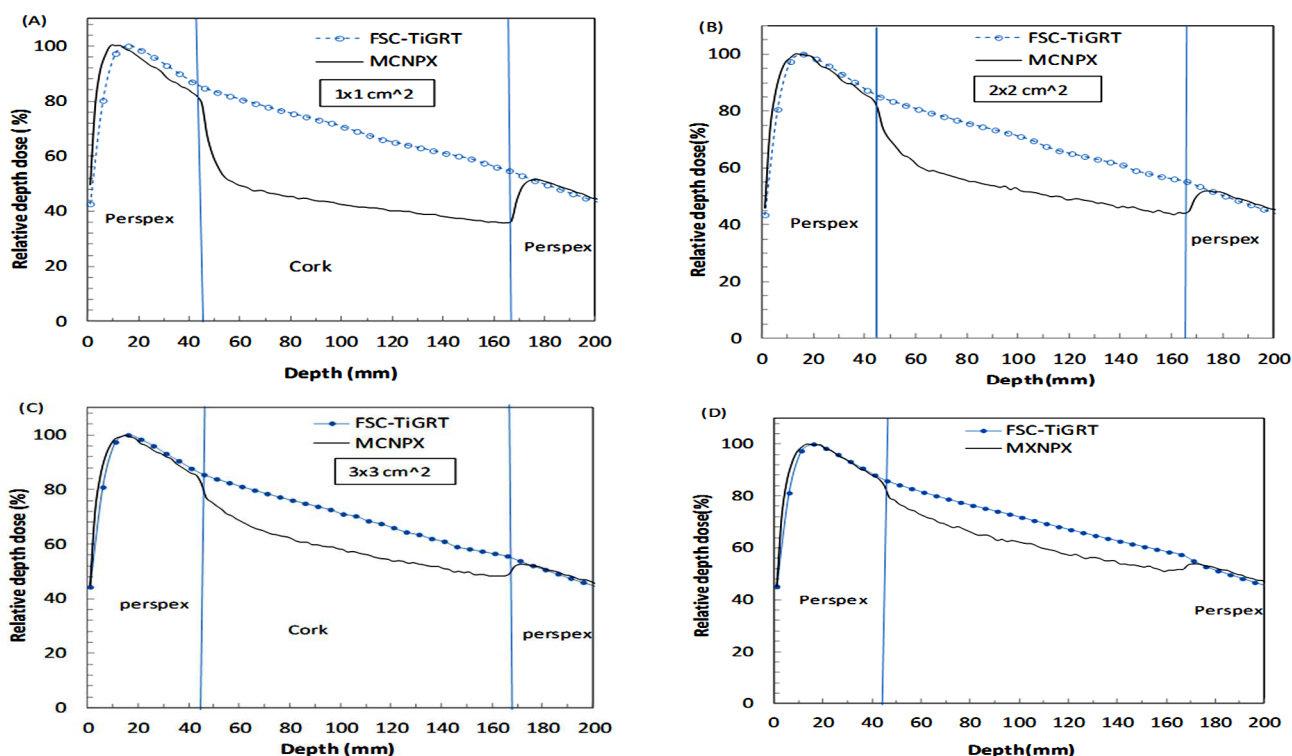 (A)
FSC-TiGRT
MCNPX
1x1 cm^2
Relative depth dose (%)
100
80
60
40
20
0
Perspex
Cork
Perspex
0 20 40 60 80 100 120 140 160 180 200
Depth (mm)
(B)
FSC-TiGRT
MCNPX
2x2 cm^2
Relative depth dose(%)
100
80
60
40
20
0
Perspex
perspex
0 20 40 60 80 100 120 140 160 180 200
Depth(mm)
(C)
FSC-TiGRT
MCNPX
3x3 cm^2
Relative depth dose (%)
100
80
60
40
20
0
perspex
Cork
perspex
0 20 40 60 80 100 120 140 160 180 200
Depth (mm)
(D)
FSC-TiGRT
MXNPX
Relative depth dose(%)
100
80
60
40
20
0
Perspex
Perspex
0 20 40 60 80 100 120 140 160 180 200
Depth(mm)